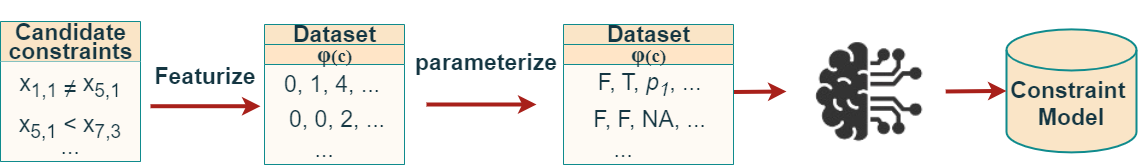 Candidate
constraints
x1,1 ≠ x5,1
x5,1 < x7,3
...
Featurize
Dataset
φ(c)
0, 1, 4, ...
0, 0, 2, ...
...
parameterize
Dataset
φ(c)
F, T, p1, ...
F, F, NA, ...
...
Constraint
Model